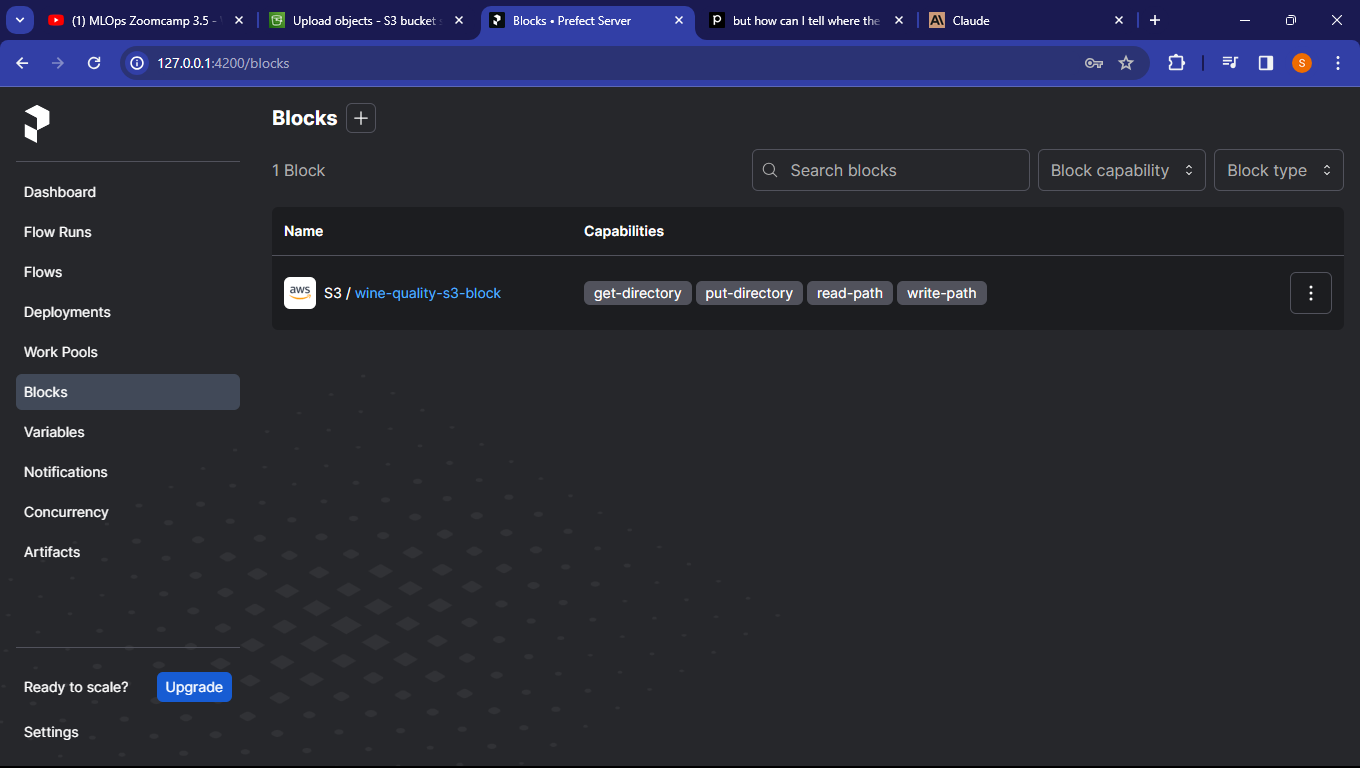 (1) MLOps Zoomcamp 3.5 -
Upload objects - S3 bucket
Blocks • Prefect Server
but how can I tell where the
Claude
127.0.0.1:4200/blocks
S
Blocks
1 Block
Search blocks
Block capability
Block type
Dashboard
Flow Runs
Flows
Deployments
Work Pools
Blocks
Variables
Notifications
Concurrency
Artifacts
Name Capabilities
aws S3 / wine-quality-s3-block get-directory put-directory read-path write-path
Ready to scale? Upgrade
Settings